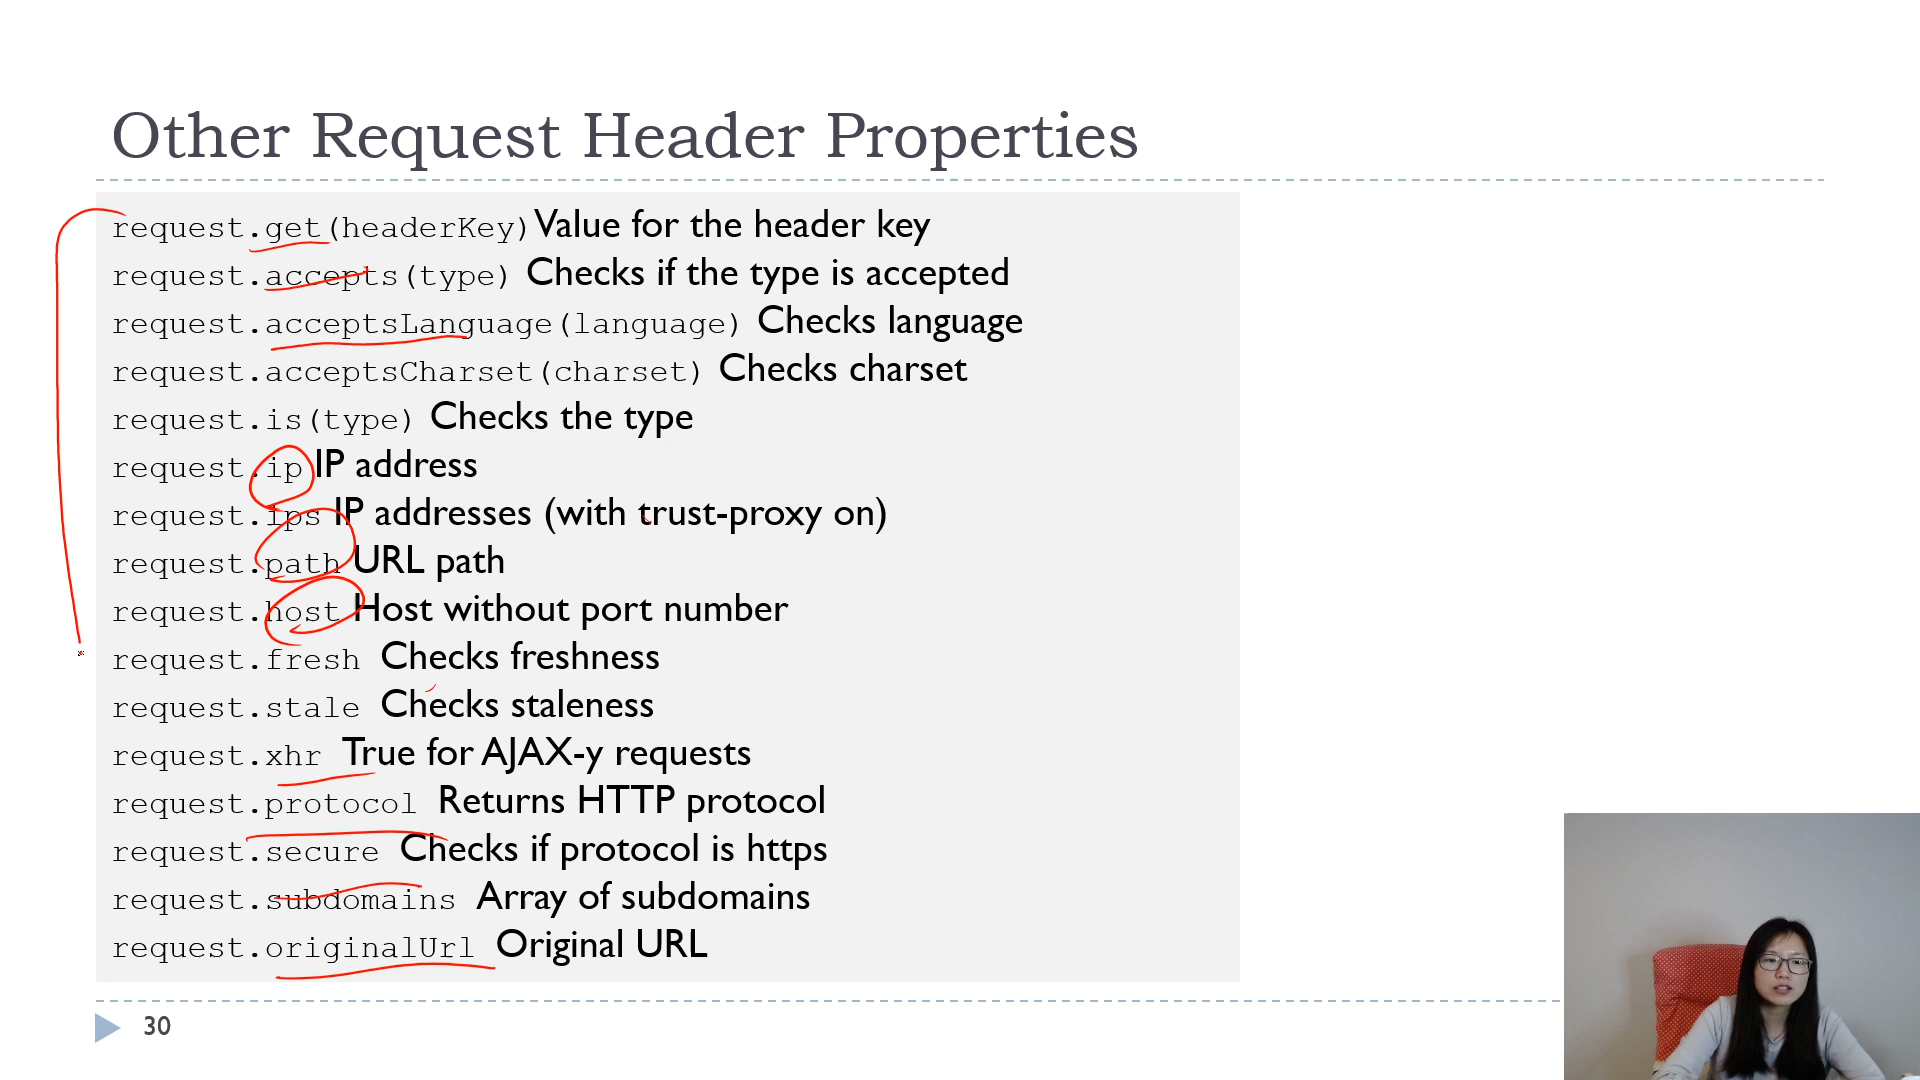 Other Request Header Properties
request.get(headerKey) Value for the header key
request.accepts(type) Checks if the type is accepted
request.acceptsLanguage(language) Checks language
request.acceptsCharset(charset) Checks charset
request.is(type) Checks the type
request.ip IP address
request.ips IP addresses (with trust-proxy on)
request.path URL path
request.host Host without port number
request.fresh Checks freshness
request.stale Checks staleness
request.xhr True for AJAX-y requests
request.protocol Returns HTTP protocol
request.secure Checks if protocol is https
request.subdomains Array of subdomains
request.originalUrl Original URL
30